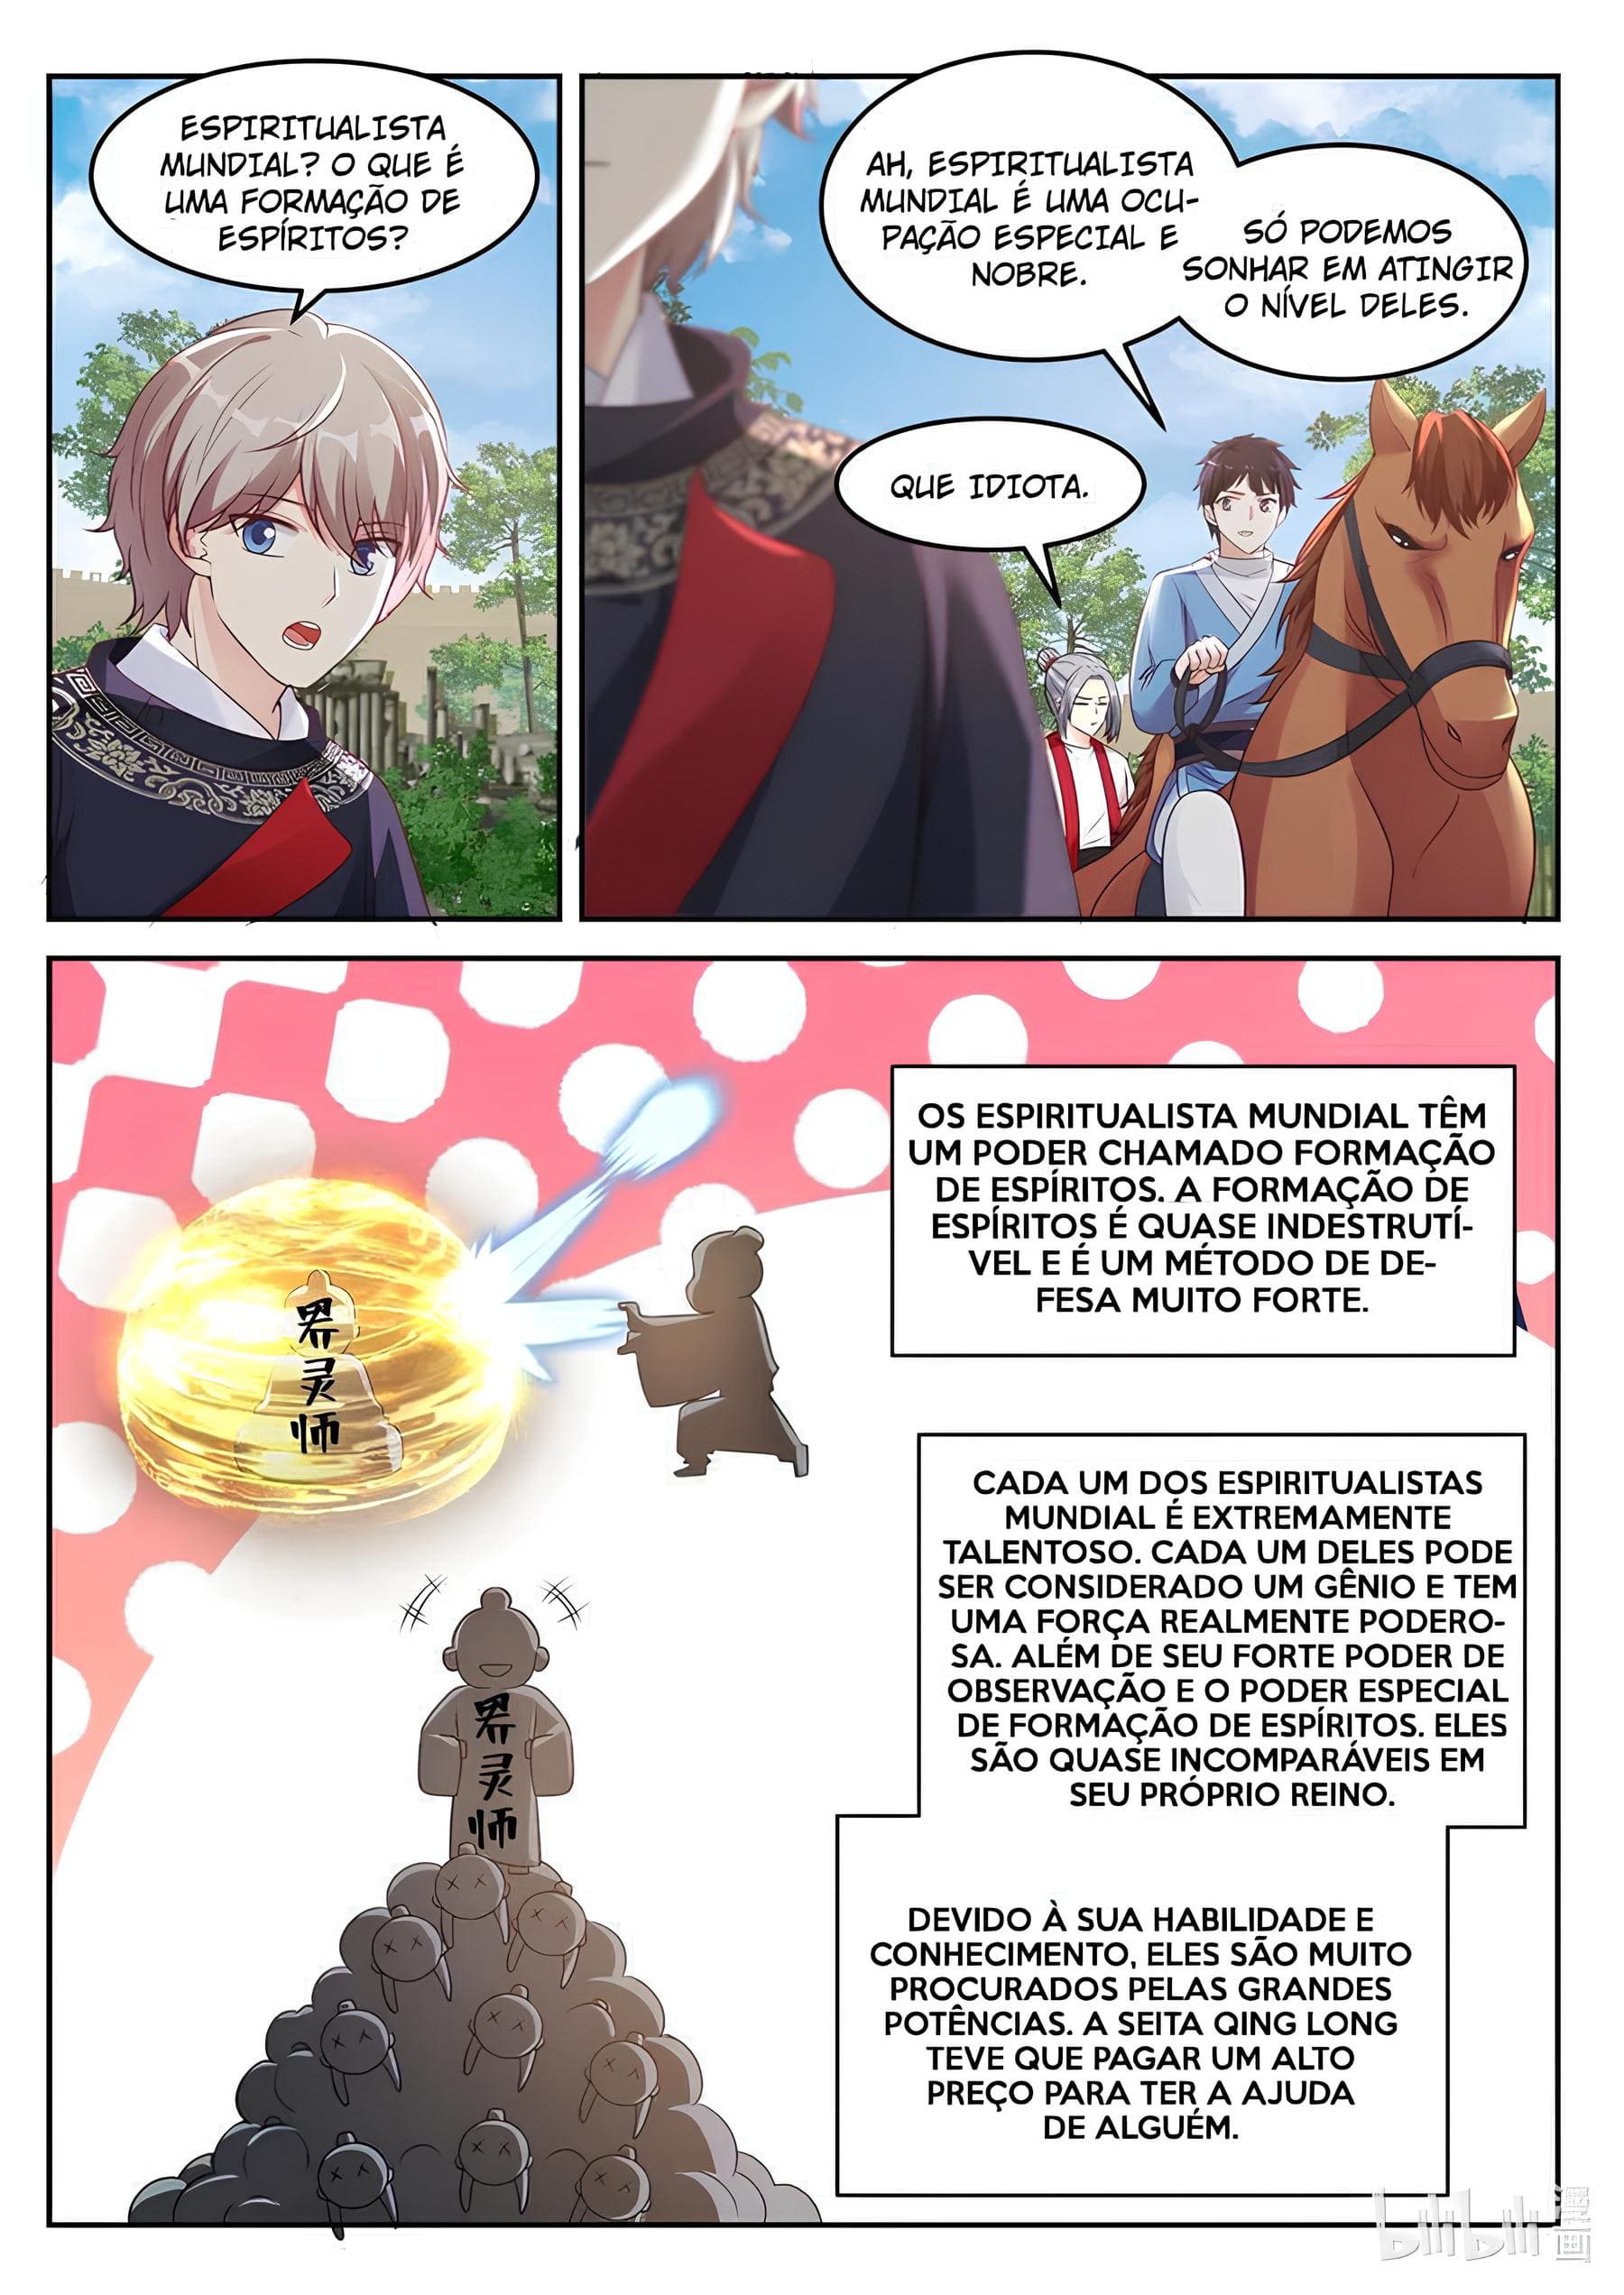 ESPIRITUALISTA
MUNDIAL? O QUE É
UMA FORMAÇÃO DE
ESPÍRITOS?
AH, ESPIRITUALISTA
MUNDIAL É UMA OCU-
PAÇÃO ESPECIAL E
NOBRE.
SÓ PODEMOS
SONHAR EM ATINGIR
O NÍVEL DELES.
QUE IDIOTA.
OS ESPIRITUALISTA MUNDIAL TÊM
UM PODER CHAMADO FORMAÇÃO
DE ESPÍRITOS. A FORMAÇÃO DE
ESPÍRITOS É QUASE INDESTRUTÍ-
VEL E É UM MÉTODO DE DE-
FESA MUITO FORTE.
界灵师
CADA UM DOS ESPIRITUALISTAS
MUNDIAL É EXTREMAMENTE
TALENTOSO. CADA UM DELES PODE
SER CONSIDERADO UM GÊNIO E TEM
UMA FORÇA REALMENTE PODERO-
SA. ALÉM DE SEU FORTE PODER DE
OBSERVAÇÃO E O PODER ESPECIAL
DE FORMAÇÃO DE ESPÍRITOS. ELES
SÃO QUASE INCOMPARÁVEIS EM
SEU PRÓPRIO REINO.
界灵师
DEVIDO À SUA HABILIDADE E
CONHECIMENTO, ELES SÃO MUITO
PROCURADOS PELAS GRANDES
POTÊNCIAS. A SEITA QING LONG
TEVE QUE PAGAR UM ALTO
PREÇO PARA TER A AJUDA
DE ALGUÉM.
bilibili漫画